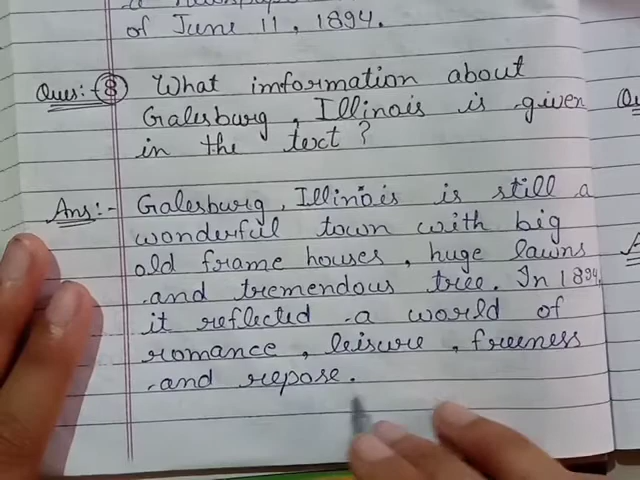 of June 11, 1894.
Ques:- 8 What imformation about
Galesburg, Illinois is given
in the text?
Ans:- Galesburg, Illinois is still a
wonderful town with big
old frame houses, huge lawns
and tremendous tree. In 1894,
it reflected a world of
romance, leisure, freeness
and repose.